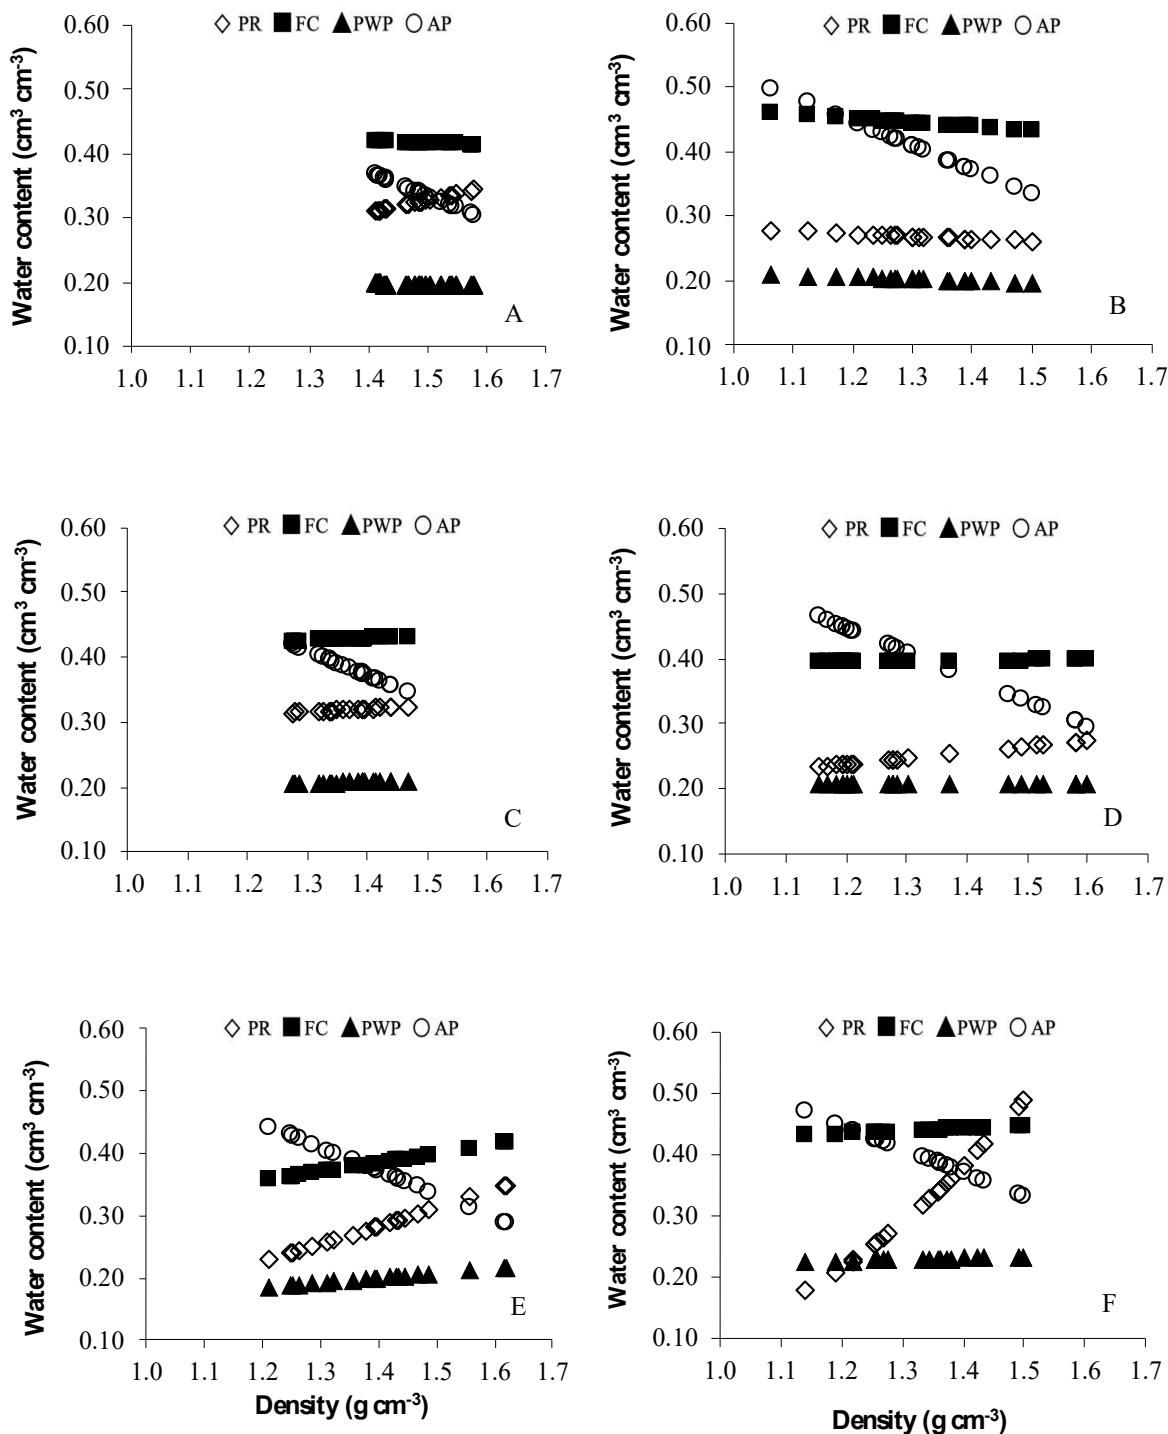 ◇ PR ■ FC ▲ PWP ○ AP
Water content (cm³ cm⁻³)
0.60
0.50
0.40
0.30
0.20
0.10
1.0 1.1 1.2 1.3 1.4 1.5 1.6 1.7
A
◇ PR ■ FC ▲ PWP ○ AP
Water content (cm³ cm⁻³)
0.60
0.50
0.40
0.30
0.20
0.10
1.0 1.1 1.2 1.3 1.4 1.5 1.6 1.7
B
◇ PR ■ FC ▲ PWP ○ AP
Water content (cm³ cm⁻³)
0.60
0.50
0.40
0.30
0.20
0.10
1.0 1.1 1.2 1.3 1.4 1.5 1.6 1.7
C
◇ PR ■ FC ▲ PWP ○ AP
Water content (cm³ cm⁻³)
0.60
0.50
0.40
0.30
0.20
0.10
1.0 1.1 1.2 1.3 1.4 1.5 1.6 1.7
D
◇ PR ■ FC ▲ PWP ○ AP
Water content (cm³ cm⁻³)
0.60
0.50
0.40
0.30
0.20
0.10
1.0 1.1 1.2 1.3 1.4 1.5 1.6 1.7
E
Density (g cm⁻³)
◇ PR ■ FC ▲ PWP ○ AP
Water content (cm³ cm⁻³)
0.60
0.50
0.40
0.30
0.20
0.10
1.0 1.1 1.2 1.3 1.4 1.5 1.6 1.7
F
Density (g cm⁻³)